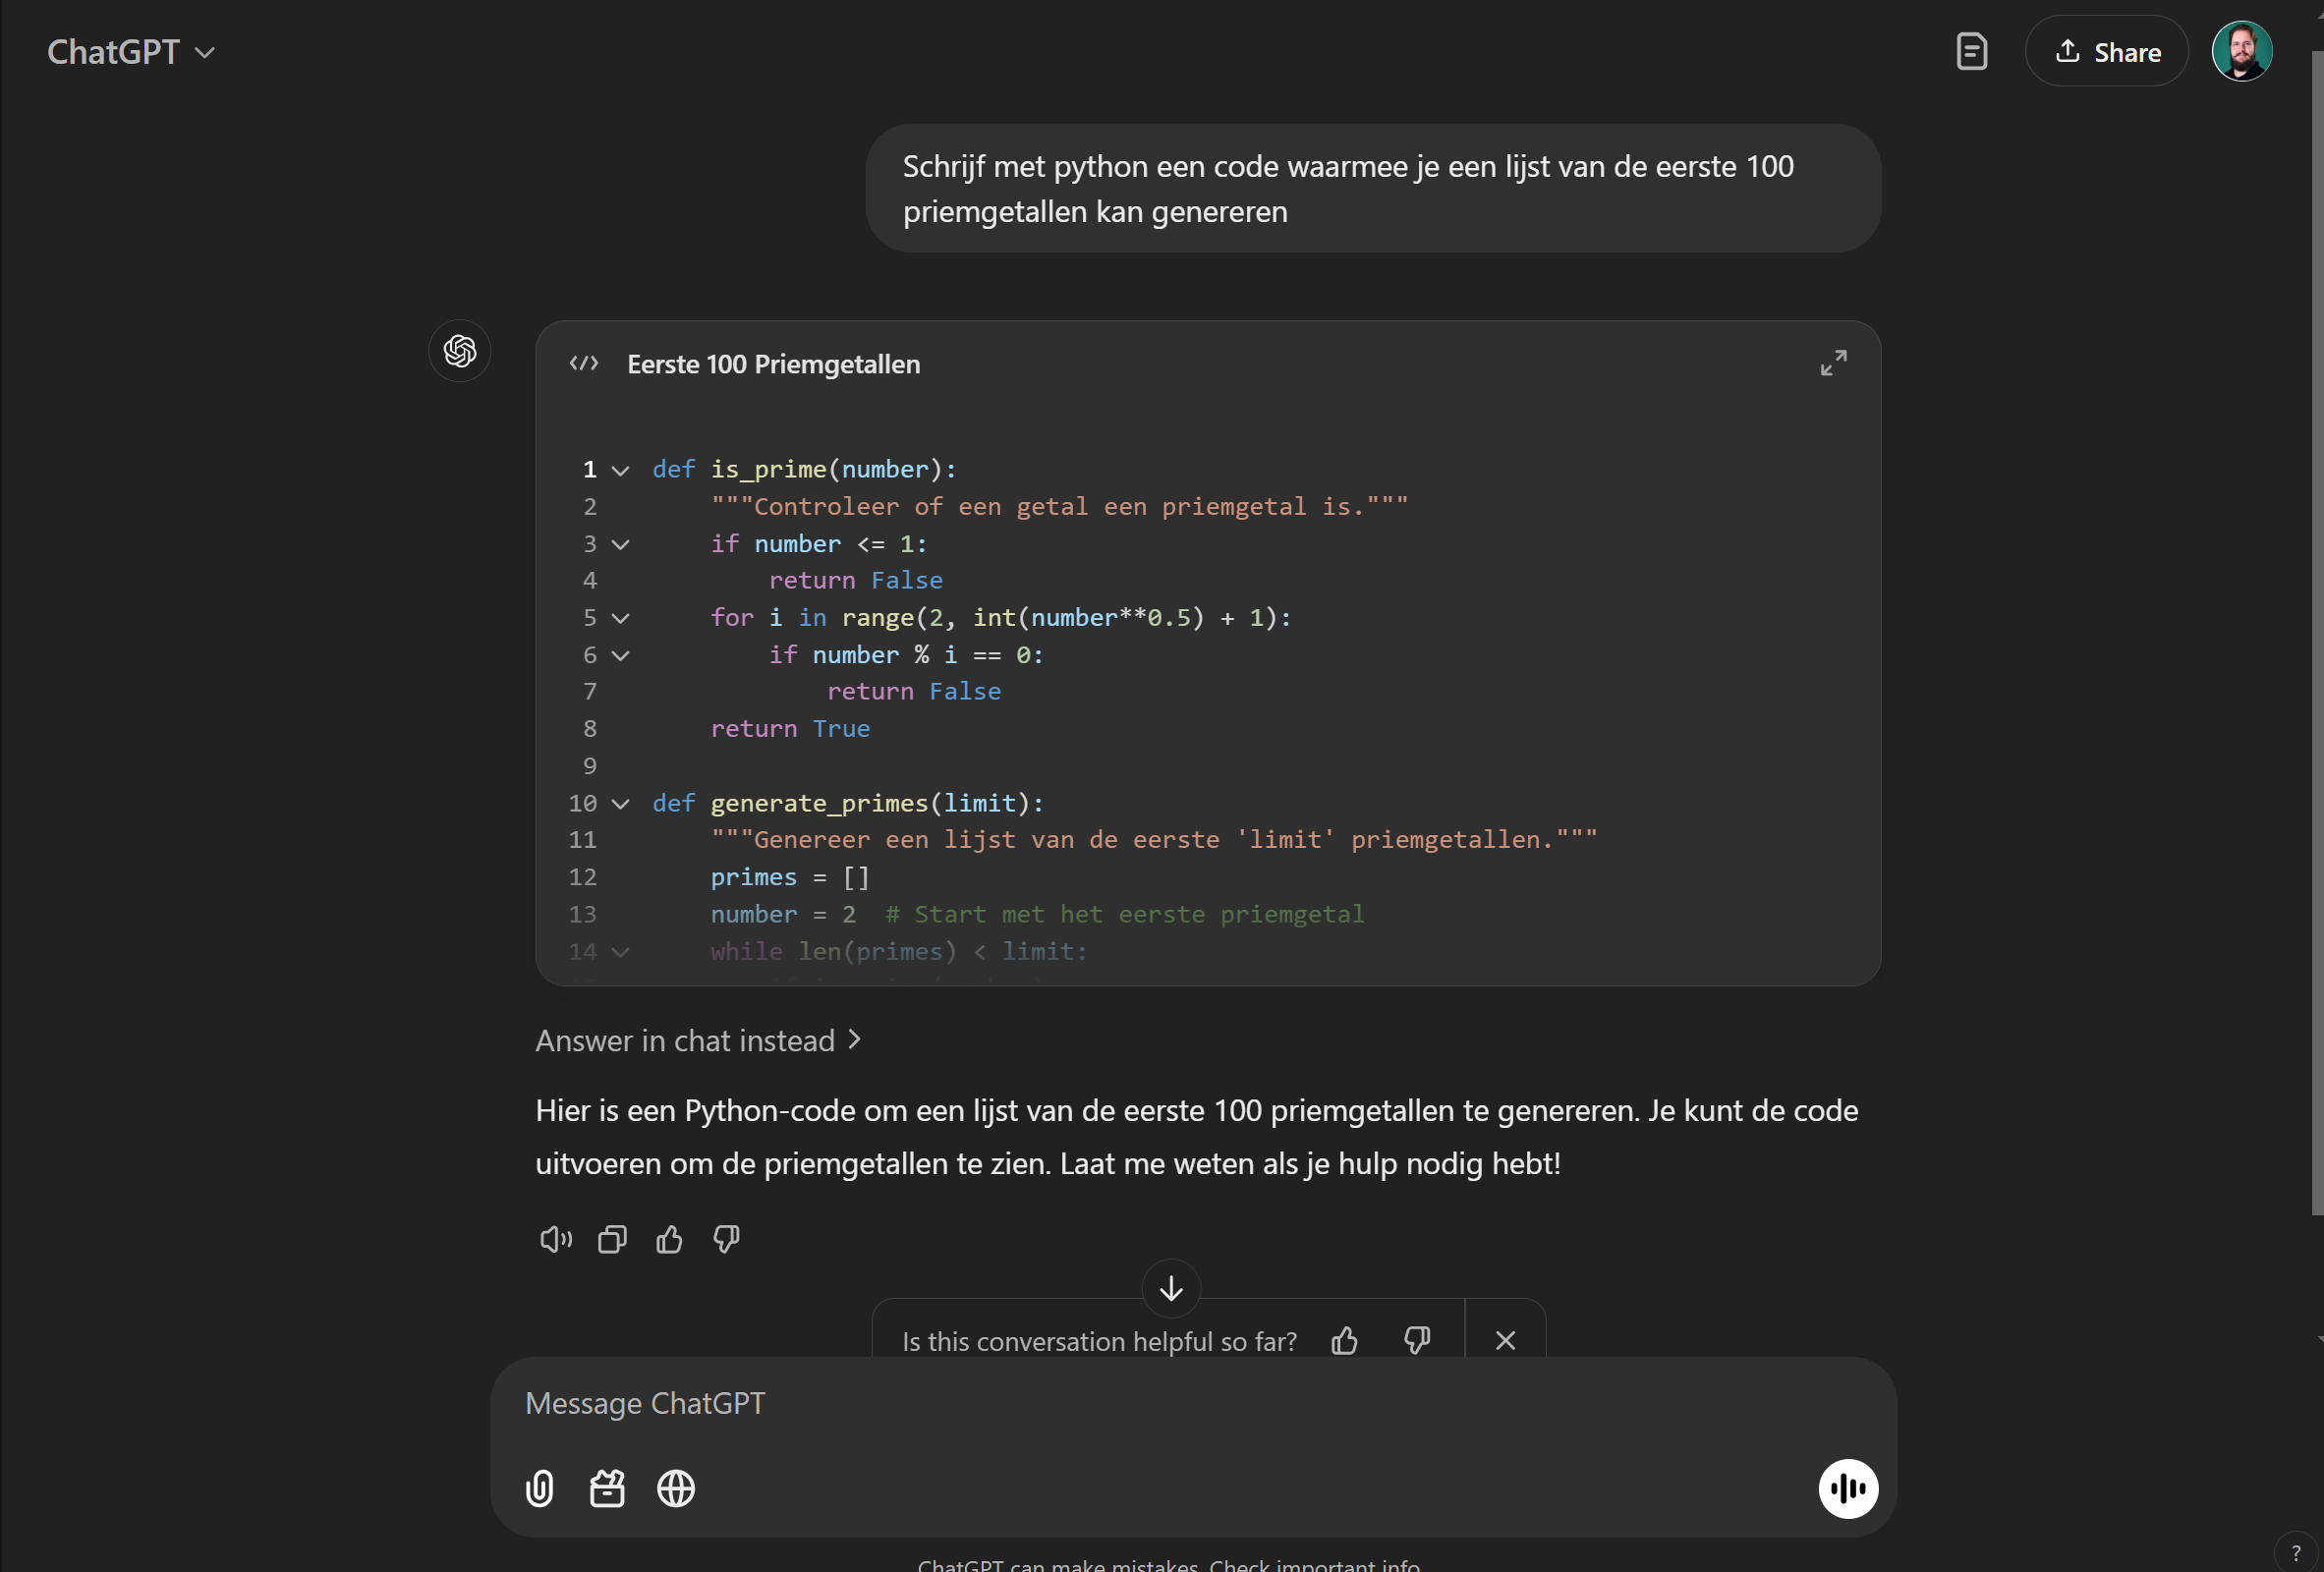 ChatGPT
Share
Schrijf met python een code waarmee je een lijst van de eerste 100
priemgetallen kan genereren
Eerste 100 Priemgetallen
1 def is_prime(number):
2 """Controleer of een getal een priemgetal is."""
3 if number <= 1:
4 return False
5 for i in range(2, int(number**0.5) + 1):
6 if number % i == 0:
7 return False
8 return True
9
10 def generate_primes(limit):
11 """Genereer een lijst van de eerste 'limit' priemgetallen."""
12 primes = []
13 number = 2  # Start met het eerste priemgetal
14 while len(primes) < limit:
Answer in chat instead
Hier is een Python-code om een lijst van de eerste 100 priemgetallen te genereren. Je kunt de code
uitvoeren om de priemgetallen te zien. Laat me weten als je hulp nodig hebt!
Is this conversation helpful so far?
Message ChatGPT
ChatGPT can make mistakes. Check important info.
?